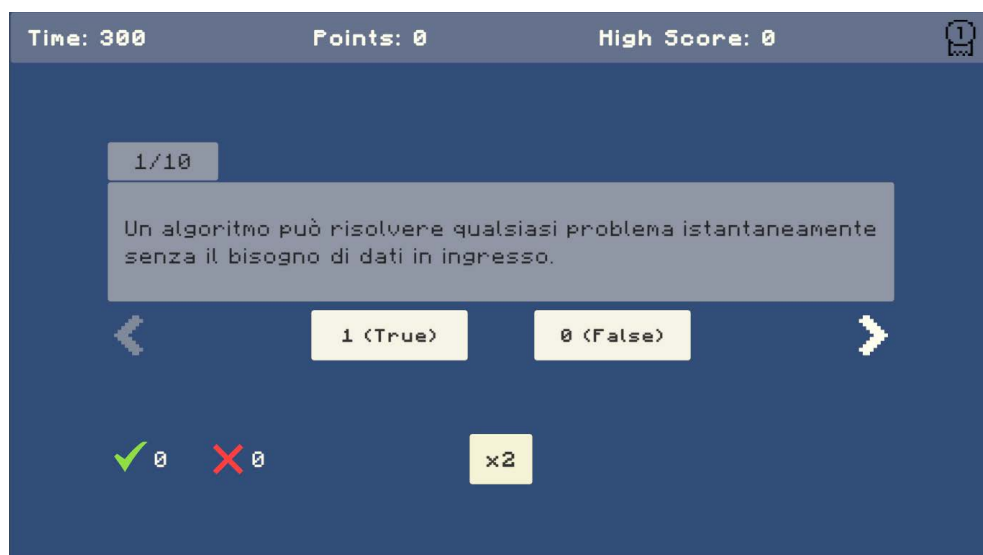 Time: 300 Points: 0 High Score: 0 1
1/10
Un algoritmo può risolvere qualsiasi problema istantaneamente
senza il bisogno di dati in ingresso.
1 (True) 0 (False)
0 0 x2